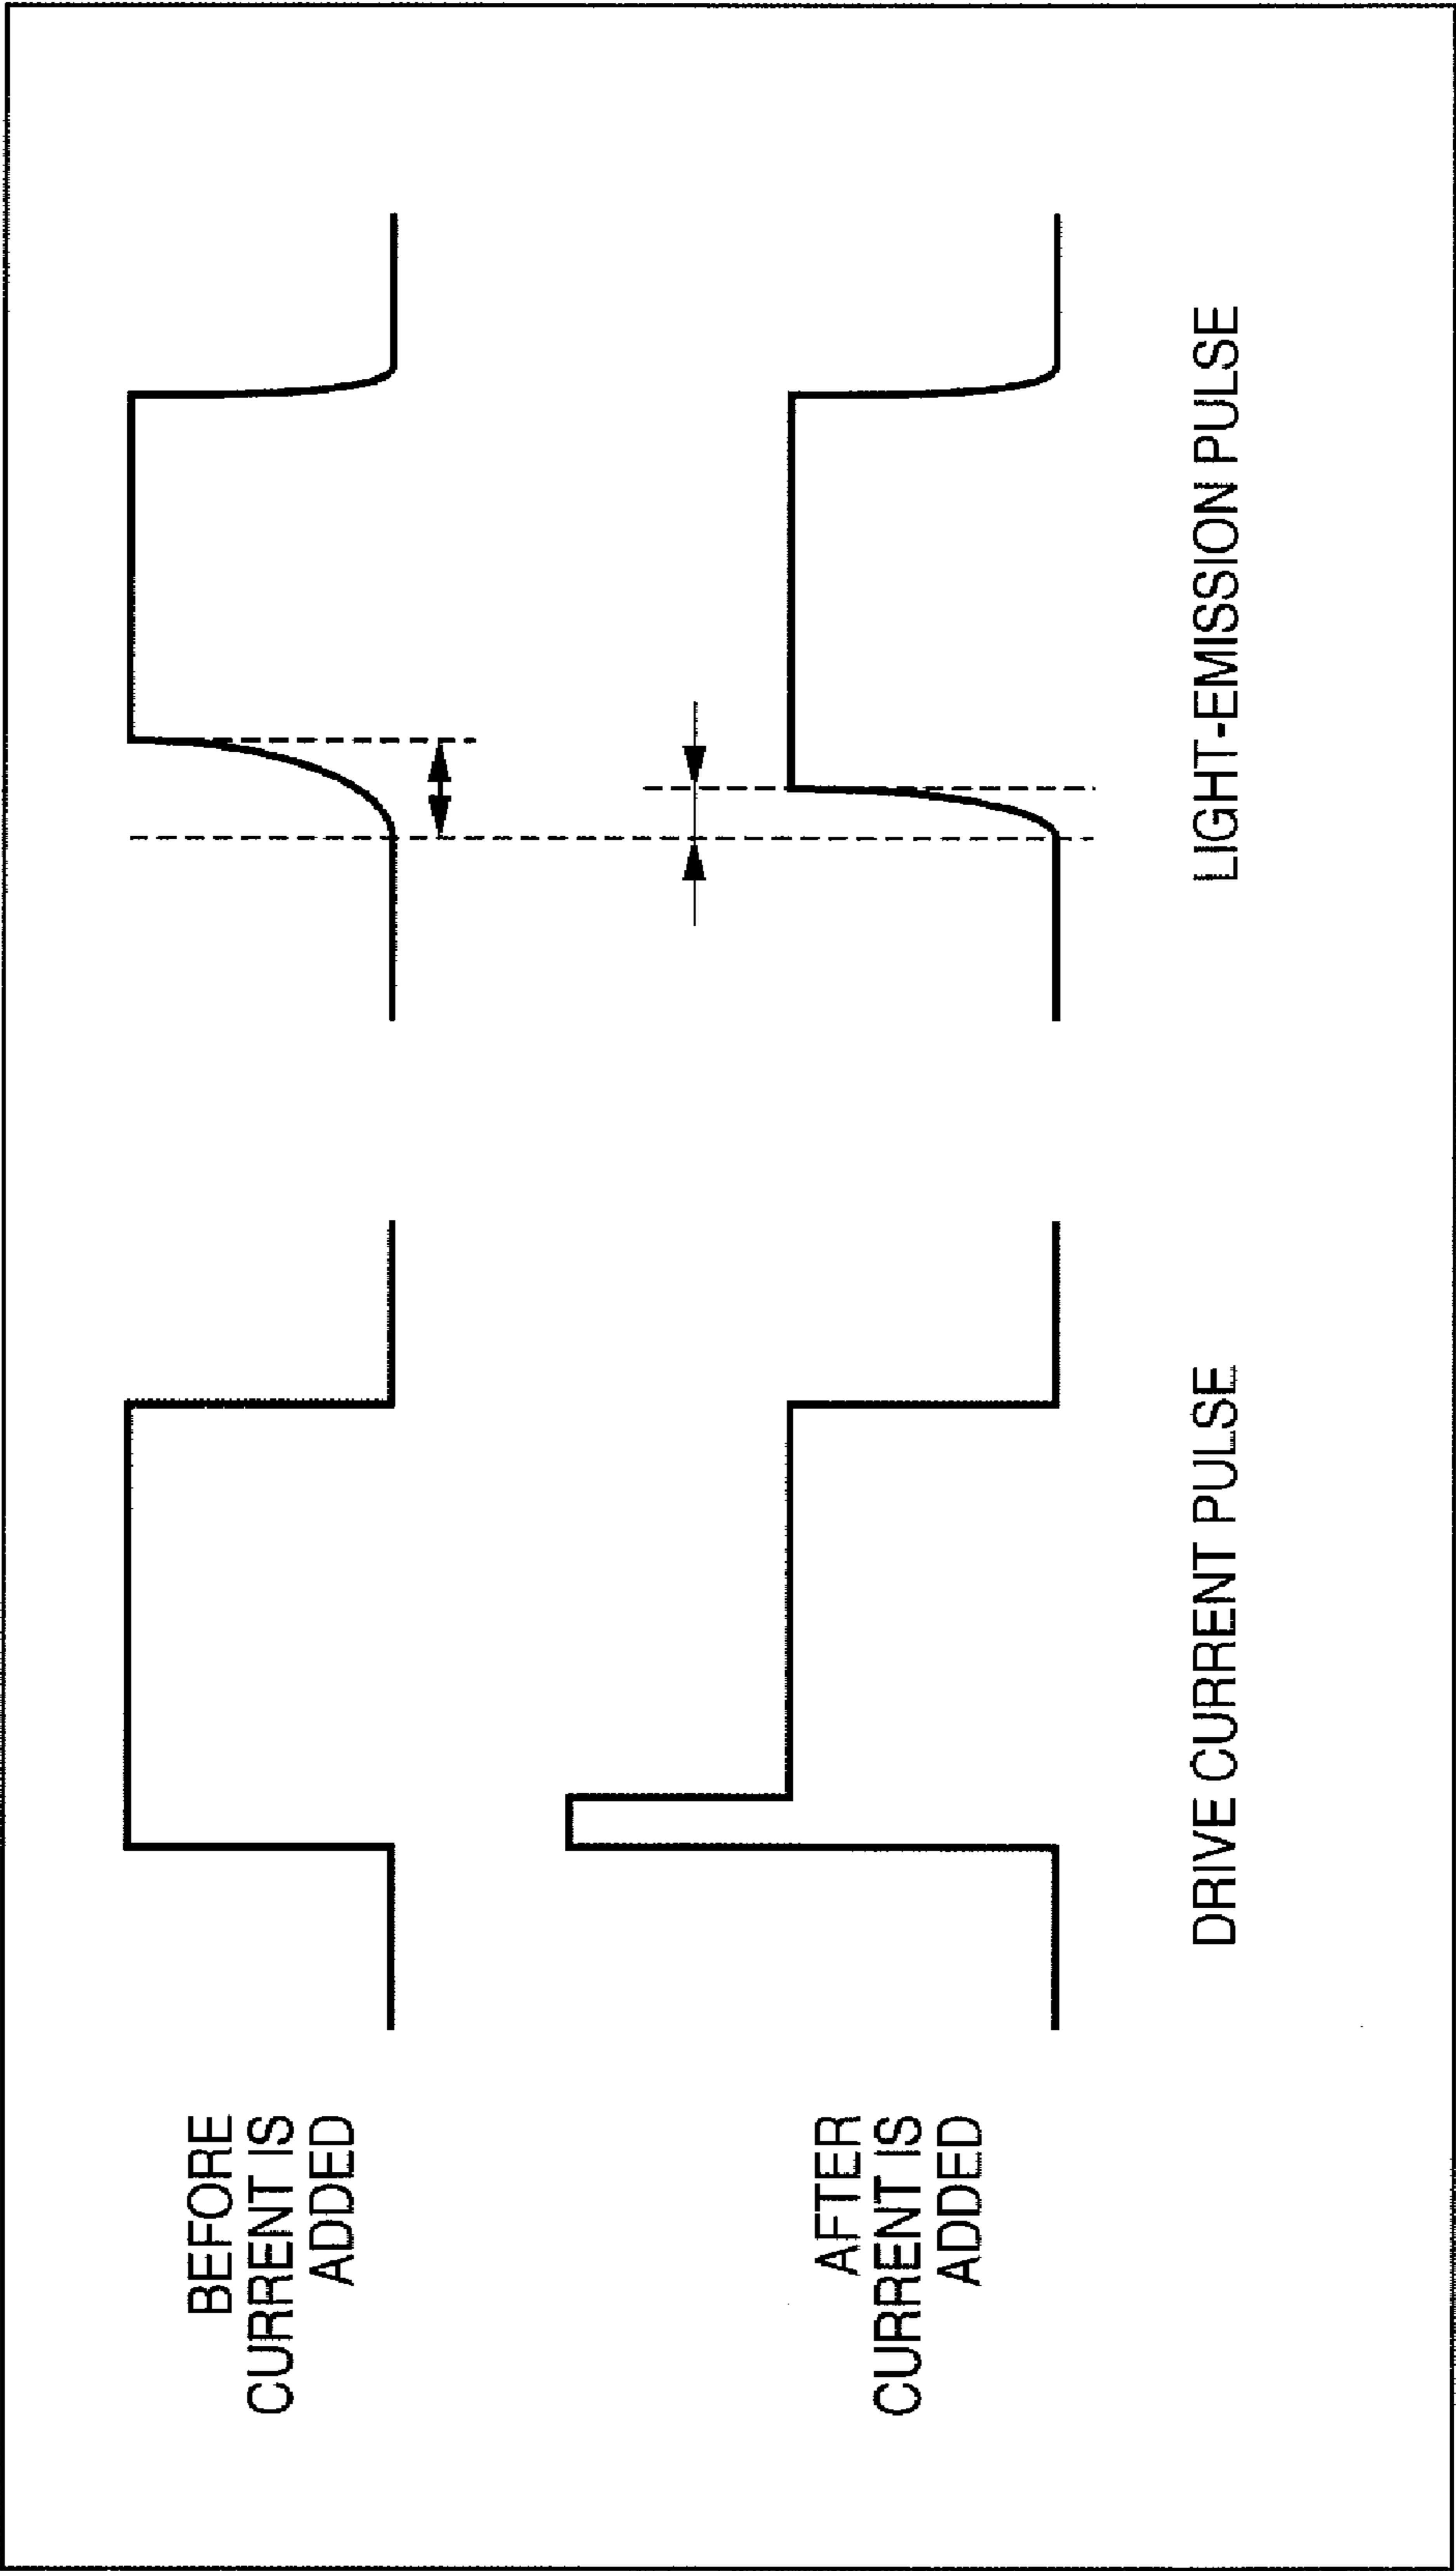 BEFORE
CURRENT IS
ADDED
AFTER
CURRENT IS
ADDED
DRIVE CURRENT PULSE
LIGHT-EMISSION PULSE